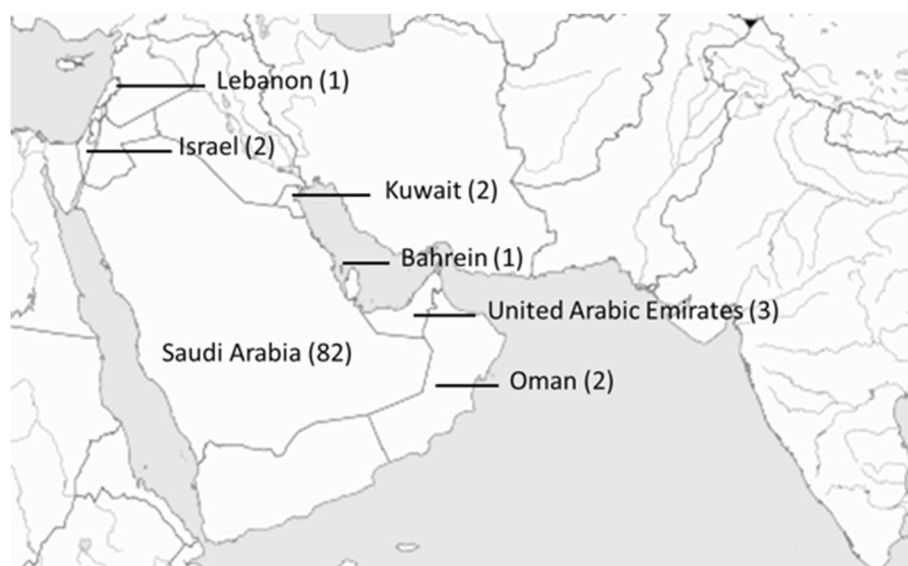 Lebanon (1)
Israel (2)
Kuwait (2)
Bahrein (1)
United Arabic Emirates (3)
Saudi Arabia (82)
Oman (2)